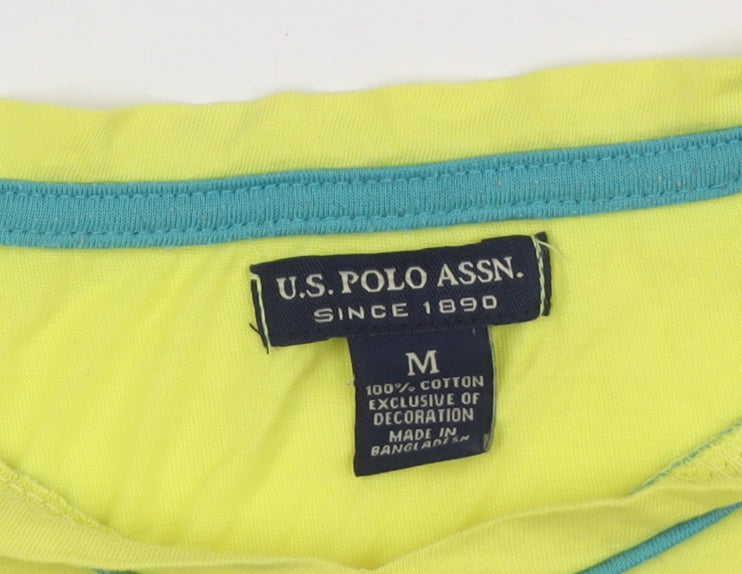 U.S. POLO ASSN.
SINCE 1890
M
100% COTTON
EXCLUSIVE OF
DECORATION
MADE IN
BANGLADESH